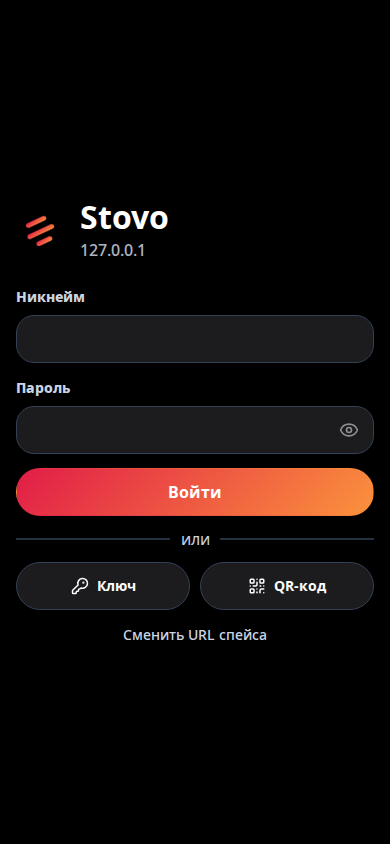 Stovo
127.0.0.1
Никнейм
Пароль
Войти
или
Ключ
QR-код
Сменить URL спейса